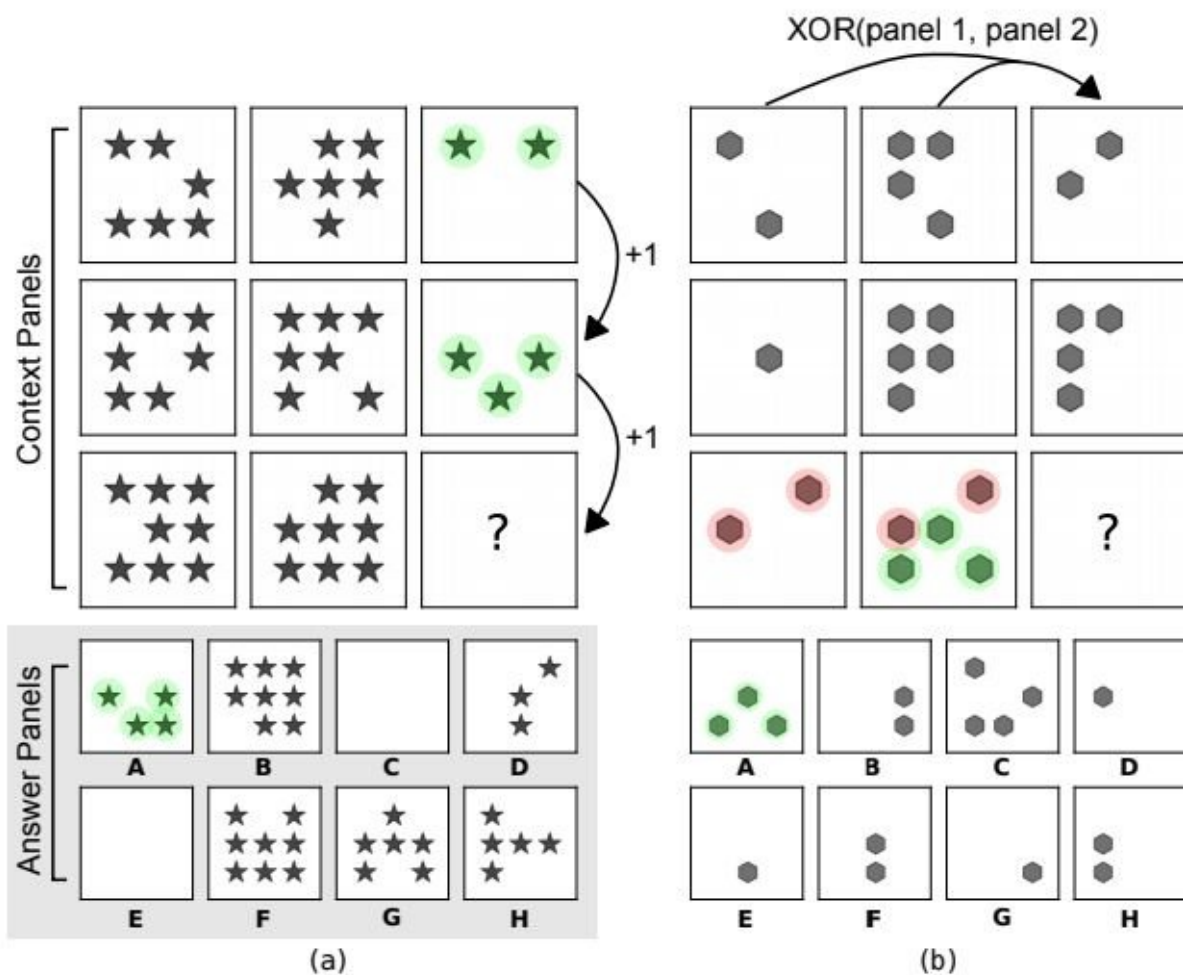 XOR(panel 1, panel 2)
Context Panels
+1
+1
?
?
Answer Panels
A B C D
E F G H
A B C D
E F G H
(a)
(b)